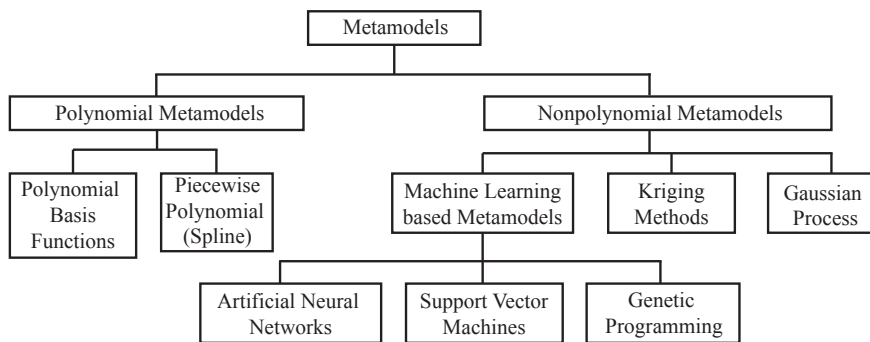 Metamodels
Polynomial Metamodels
Nonpolynomial Metamodels
Polynomial
Basis
Functions
Piecewise
Polynomial
(Spline)
Machine Learning
based Metamodels
Kriging
Methods
Gaussian
Process
Artificial Neural
Networks
Support Vector
Machines
Genetic
Programming